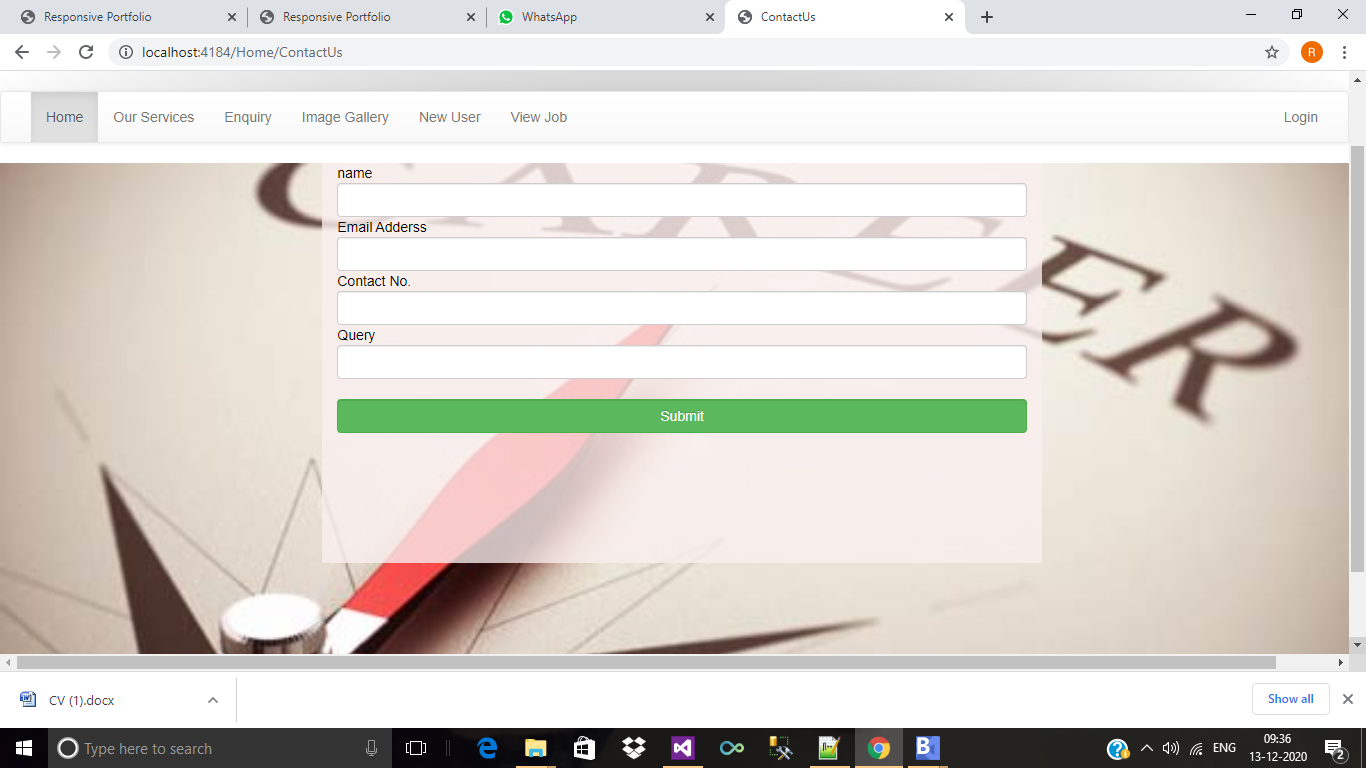 Responsive Portfolio
Responsive Portfolio
WhatsApp
ContactUs
localhost:4184/Home/ContactUs
R
Home
Our Services
Enquiry
Image Gallery
New User
View Job
Login
CAREER
name
Email Adderss
Contact No.
Query
Submit
CV (1).docx
Show all
Type here to search
ENG
09:36
13-12-2020
2